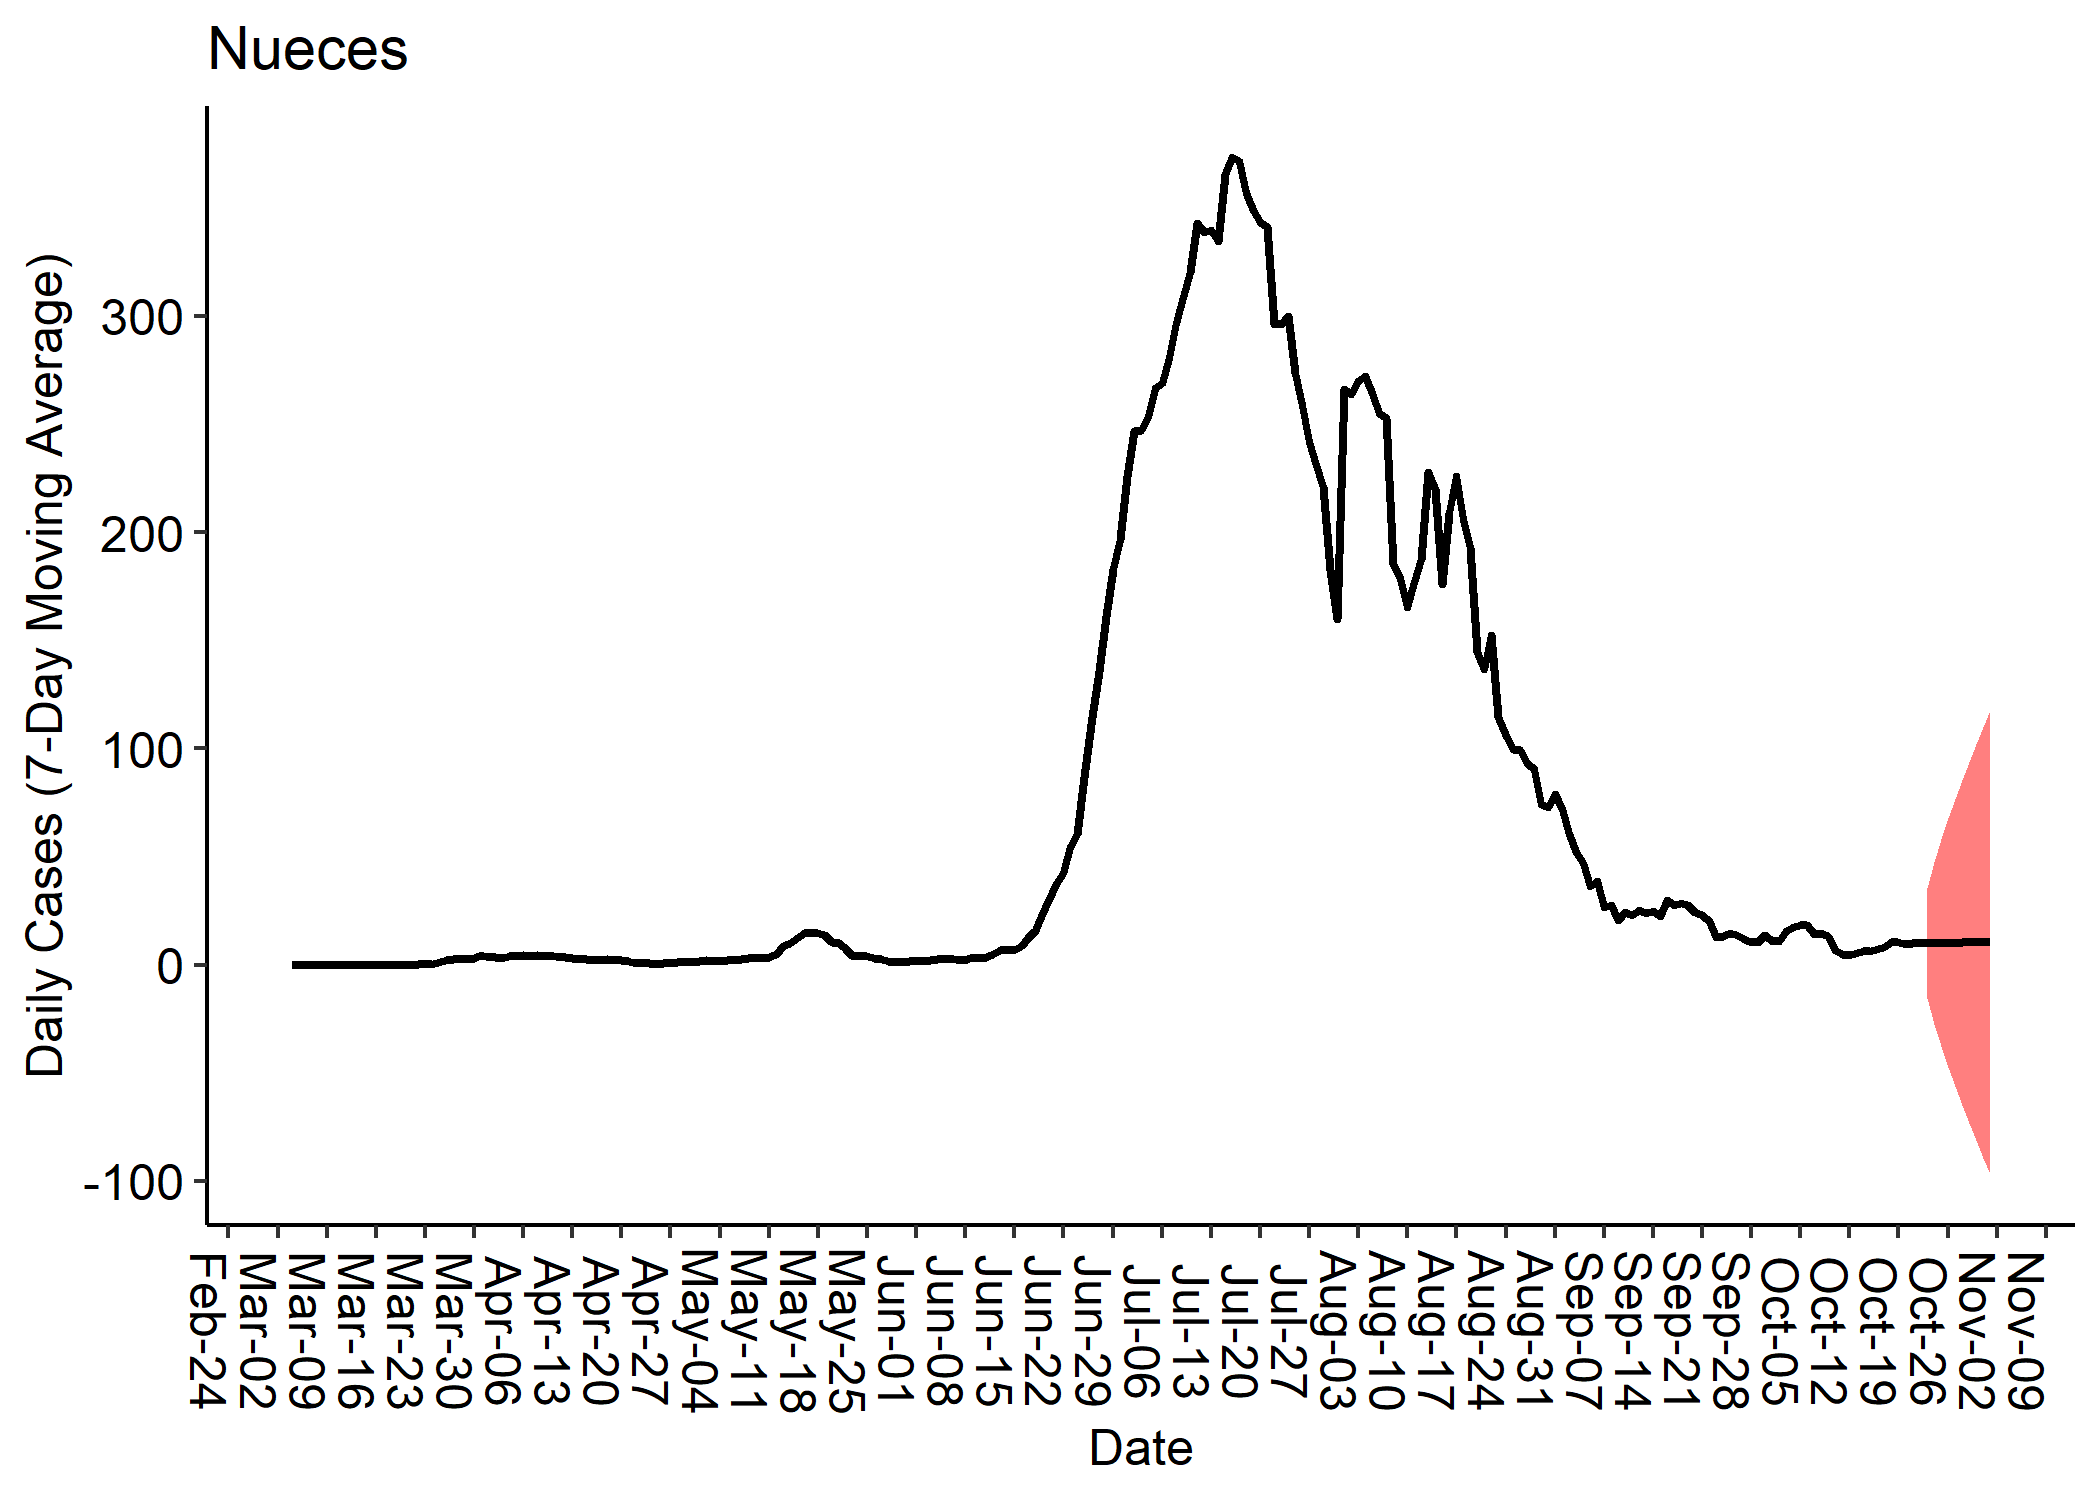 Nueces
Daily Cases (7-Day Moving Average)
300
200
100
0
-100
Feb-24
Mar-02
Mar-09
Mar-16
Mar-23
Mar-30
Apr-06
Apr-13
Apr-20
Apr-27
May-04
May-11
May-18
May-25
Jun-01
Jun-08
Jun-15
Jun-22
Jun-29
Jul-06
Jul-13
Jul-20
Jul-27
Aug-03
Aug-10
Aug-17
Aug-24
Aug-31
Sep-07
Sep-14
Sep-21
Sep-28
Oct-05
Oct-12
Oct-19
Oct-26
Nov-02
Nov-09
Date